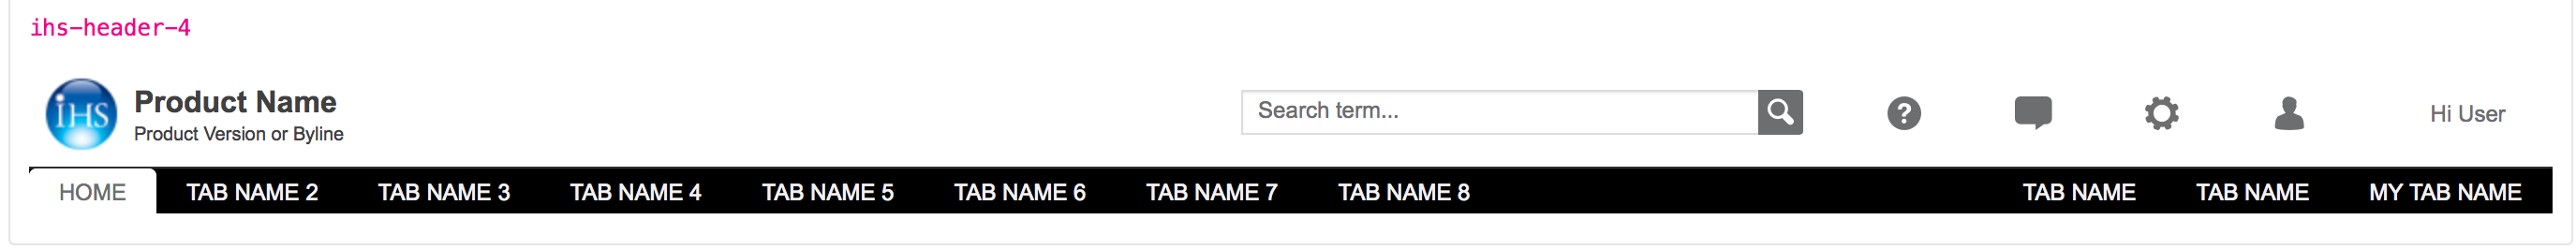 ihs-header-4
iHS
Product Name
Product Version or Byline
Search term...
?
Hi User
HOME TAB NAME 2 TAB NAME 3 TAB NAME 4 TAB NAME 5 TAB NAME 6 TAB NAME 7 TAB NAME 8 TAB NAME TAB NAME MY TAB NAME